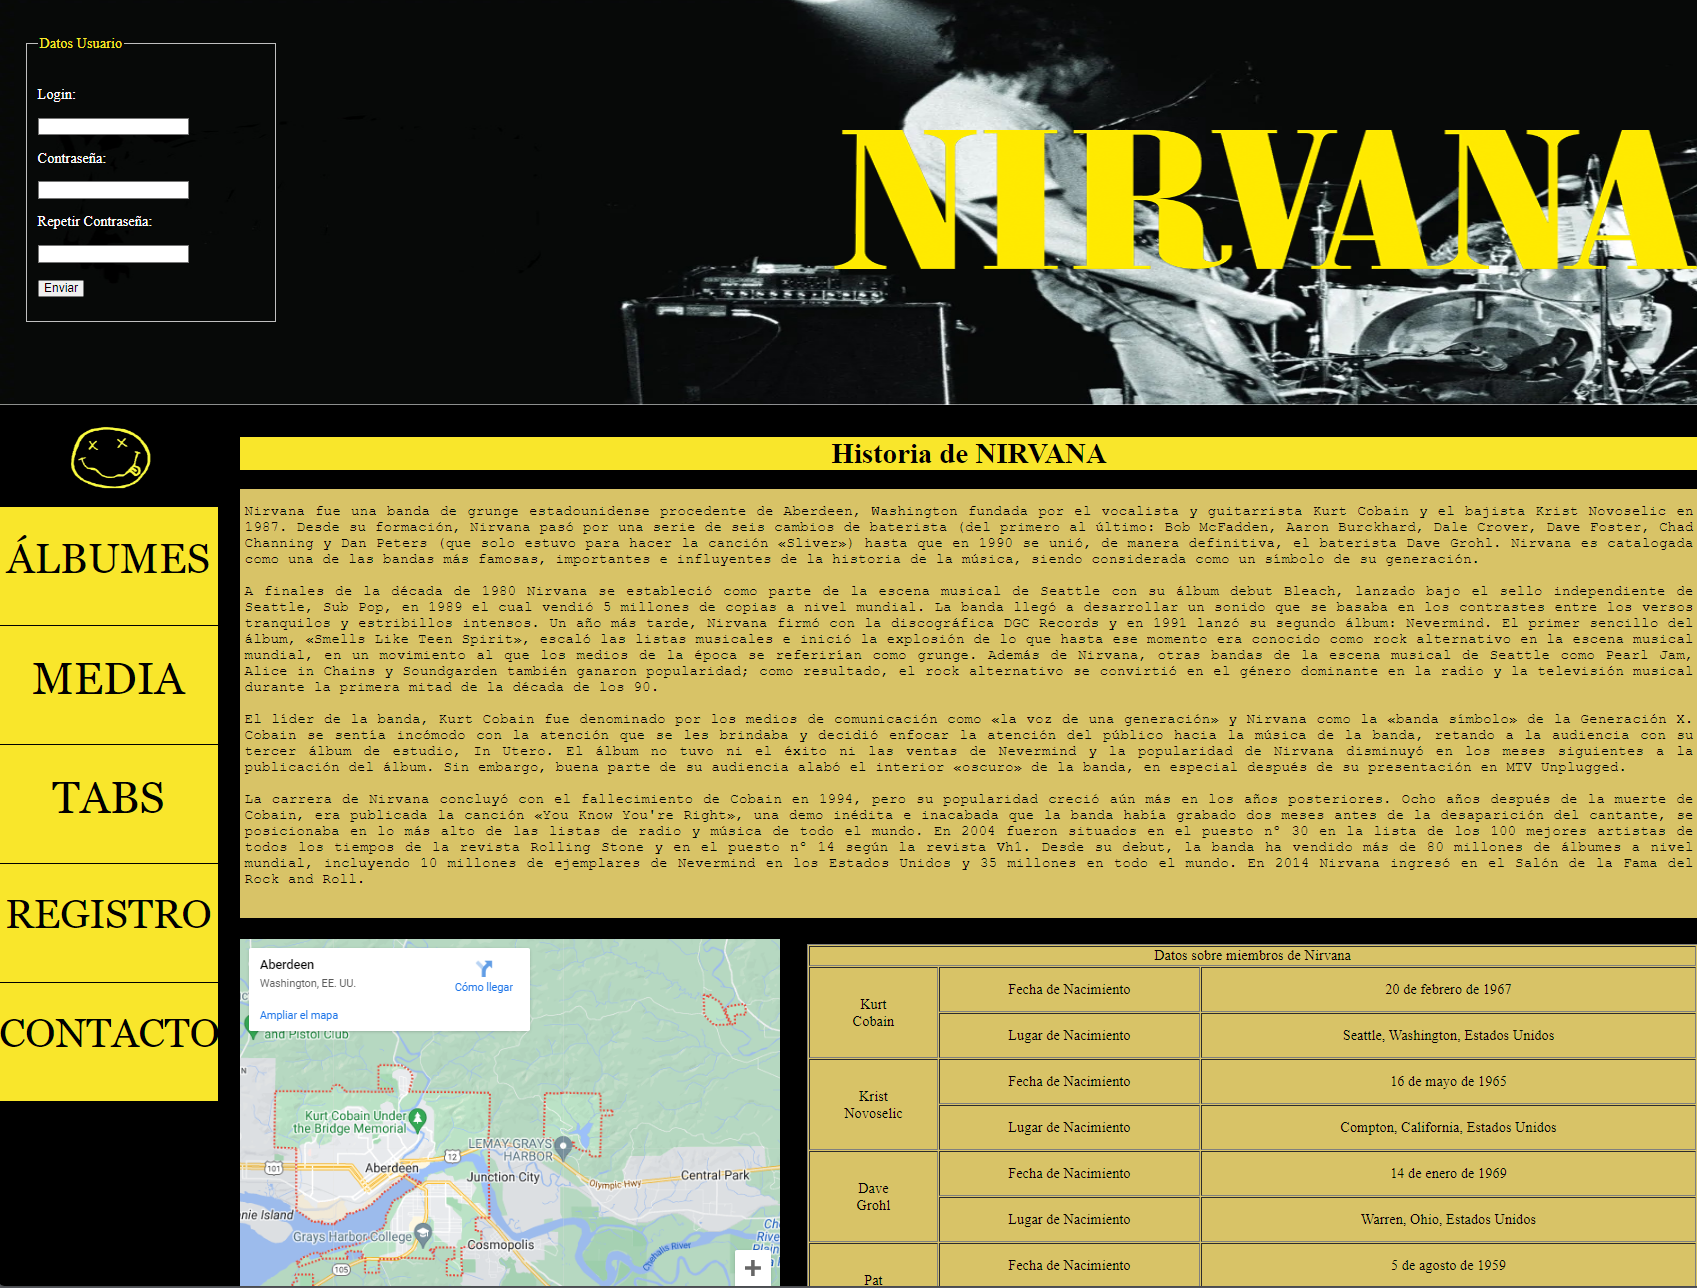 Datos Usuario
Login:
Contraseña:
Repetir Contraseña:
Enviar
NIRVANA
ÁLBUMES
MEDIA
TABS
REGISTRO
CONTACTO
Historia de NIRVANA
Nirvana fue una banda de grunge estadounidense procedente de Aberdeen, Washington fundada por el vocalista y guitarrista Kurt Cobain y el bajista Krist Novoselic en
1987. Desde su formación, Nirvana pasó por una serie de seis cambios de baterista (del primero al último: Bob McFadden, Aaron Burckhard, Dale Crover, Dave Foster, Chad
Channing y Dan Peters (que solo estuvo para hacer la canción «Sliver») hasta que en 1990 se unió, de manera definitiva, el baterista Dave Grohl. Nirvana es catalogada
como una de las bandas más famosas, importantes e influyentes de la historia de la música, siendo considerada como un símbolo de su generación.
A finales de la década de 1980 Nirvana se estableció como parte de la escena musical de Seattle con su álbum debut Bleach, lanzado bajo el sello independiente de
Seattle, Sub Pop, en 1989 el cual vendió 5 millones de copias a nivel mundial. La banda llegó a desarrollar un sonido que se basaba en los contrastes entre los versos
tranquilos y estribillos intensos. Un año más tarde, Nirvana firmó con la discográfica DGC Records y en 1991 lanzó su segundo álbum: Nevermind. El primer sencillo del
álbum, «Smells Like Teen Spirit», escaló las listas musicales e inició la explosión de lo que hasta ese momento era conocido como rock alternativo en la escena musical
mundial, en un movimiento al que los medios de la época se referirían como grunge. Además de Nirvana, otras bandas de la escena musical de Seattle como Pearl Jam,
Alice in Chains y Soundgarden también ganaron popularidad; como resultado, el rock alternativo se convirtió en el género dominante en la radio y la televisión musical
durante la primera mitad de la década de los 90.
El líder de la banda, Kurt Cobain fue denominado por los medios de comunicación como «la voz de una generación» y Nirvana como la «banda símbolo» de la Generación X.
Cobain se sentía incómodo con la atención que se les brindaba y decidió enfocar la atención del público hacia la música de la banda, retando a la audiencia con su
tercer álbum de estudio, In Utero. El álbum no tuvo ni el éxito ni las ventas de Nevermind y la popularidad de Nirvana disminuyó en los meses siguientes a la
publicación del álbum. Sin embargo, buena parte de su audiencia alabó el interior «oscuro» de la banda, en especial después de su presentación en MTV Unplugged.
La carrera de Nirvana concluyó con el fallecimiento de Cobain en 1994, pero su popularidad creció aún más en los años posteriores. Ocho años después de la muerte de
Cobain, era publicada la canción «You Know You're Right», una demo inédita e inacabada que la banda había grabado dos meses antes de la desaparición del cantante, se
posicionaba en lo más alto de las listas de radio y música de todo el mundo. En 2004 fueron situados en el puesto nº 30 en la lista de los 100 mejores artistas de
todos los tiempos de la revista Rolling Stone y en el puesto nº 14 según la revista Vh1. Desde su debut, la banda ha vendido más de 80 millones de álbumes a nivel
mundial, incluyendo 10 millones de ejemplares de Nevermind en los Estados Unidos y 35 millones en todo el mundo. En 2014 Nirvana ingresó en el Salón de la Fama del
Rock and Roll.
Aberdeen
Washington, EE. UU.
Cómo llegar
Ampliar el mapa
and Pistol Club
Kurt Cobain Under
the Bridge Memorial
LEMAY GRAYS
HARBOR
12
101
Aberdeen
Junction City
Central Park
Olympic Hwy
nie Island
Grays Harbor College
Cosmopolis
Chehalis River
105
Datos sobre miembros de Nirvana
Kurt
Cobain
Fecha de Nacimiento
20 de febrero de 1967
Lugar de Nacimiento
Seattle, Washington, Estados Unidos
Krist
Novoselic
Fecha de Nacimiento
16 de mayo de 1965
Lugar de Nacimiento
Compton, California, Estados Unidos
Dave
Grohl
Fecha de Nacimiento
14 de enero de 1969
Lugar de Nacimiento
Warren, Ohio, Estados Unidos
Pat
Fecha de Nacimiento
5 de agosto de 1959